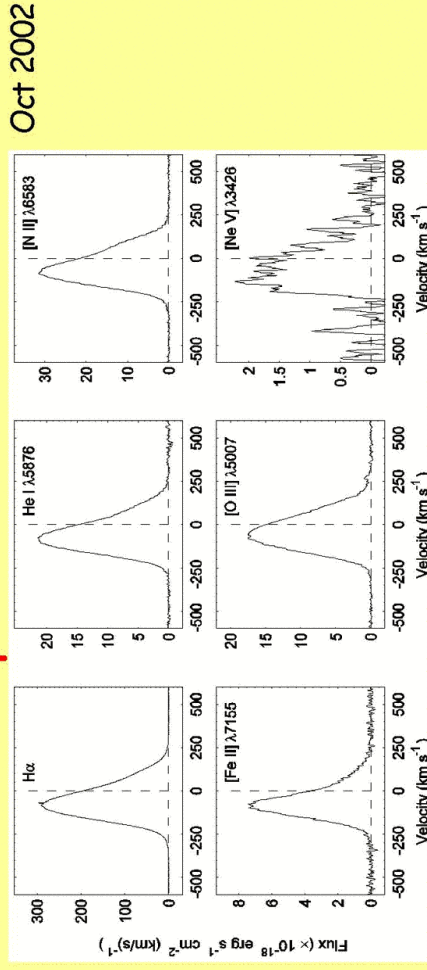 Oct 2002
Flux (× 10⁻¹⁸ erg s⁻¹ cm⁻² (km/s)⁻¹)
Hα
300
200
100
0
-500 -250 0 250 500
He I λ5876
20
15
10
5
0
-500 -250 0 250 500
[N II] λ6583
30
20
10
0
-500 -250 0 250 500
[Fe II] λ7155
8
6
4
2
0
-500 -250 0 250 500
Velocity (km s⁻¹)
[O III] λ5007
20
15
10
5
0
-500 -250 0 250 500
Velocity (km s⁻¹)
[Ne V] λ3426
2
1.5
1
0.5
0
-500 -250 0 250 500
Velocity (km s⁻¹)